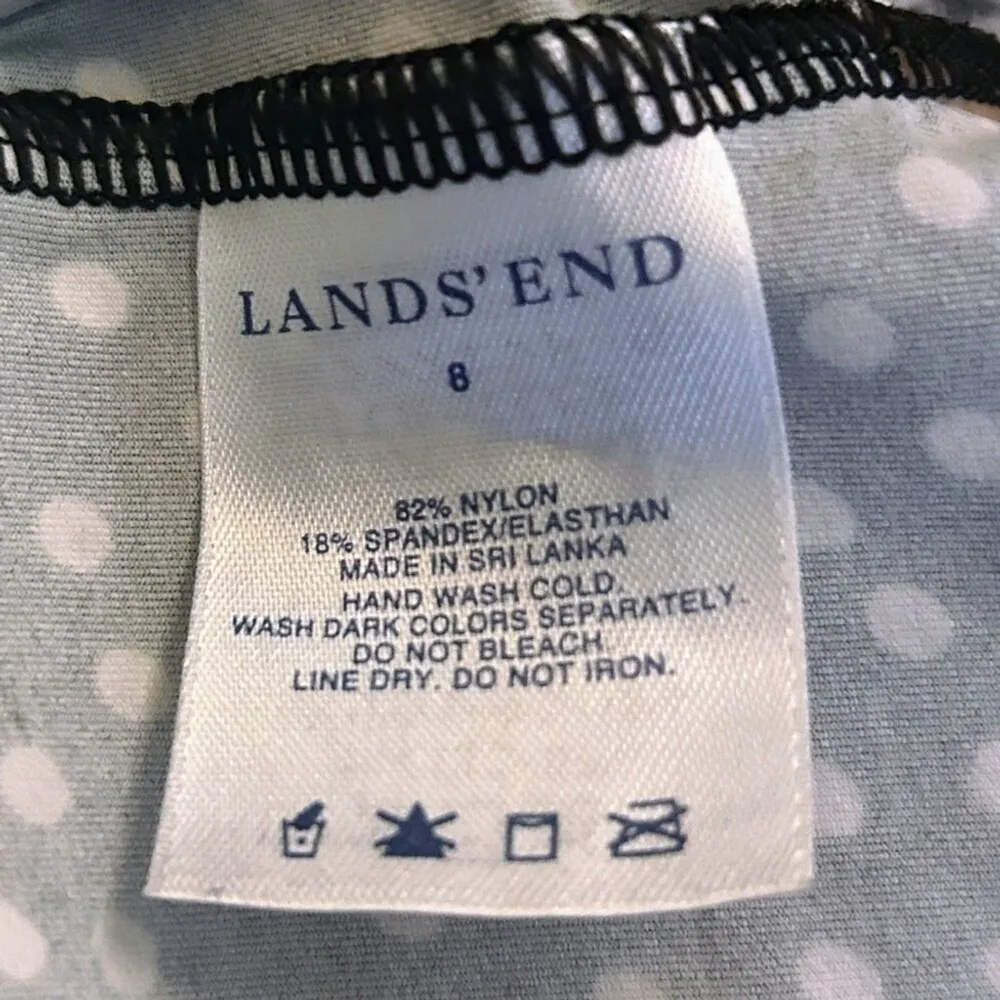 LANDS' END
8
82% NYLON
18% SPANDEX/ELASTHAN
MADE IN SRI LANKA
HAND WASH COLD.
WASH DARK COLORS SEPARATELY.
DO NOT BLEACH.
LINE DRY. DO NOT IRON.